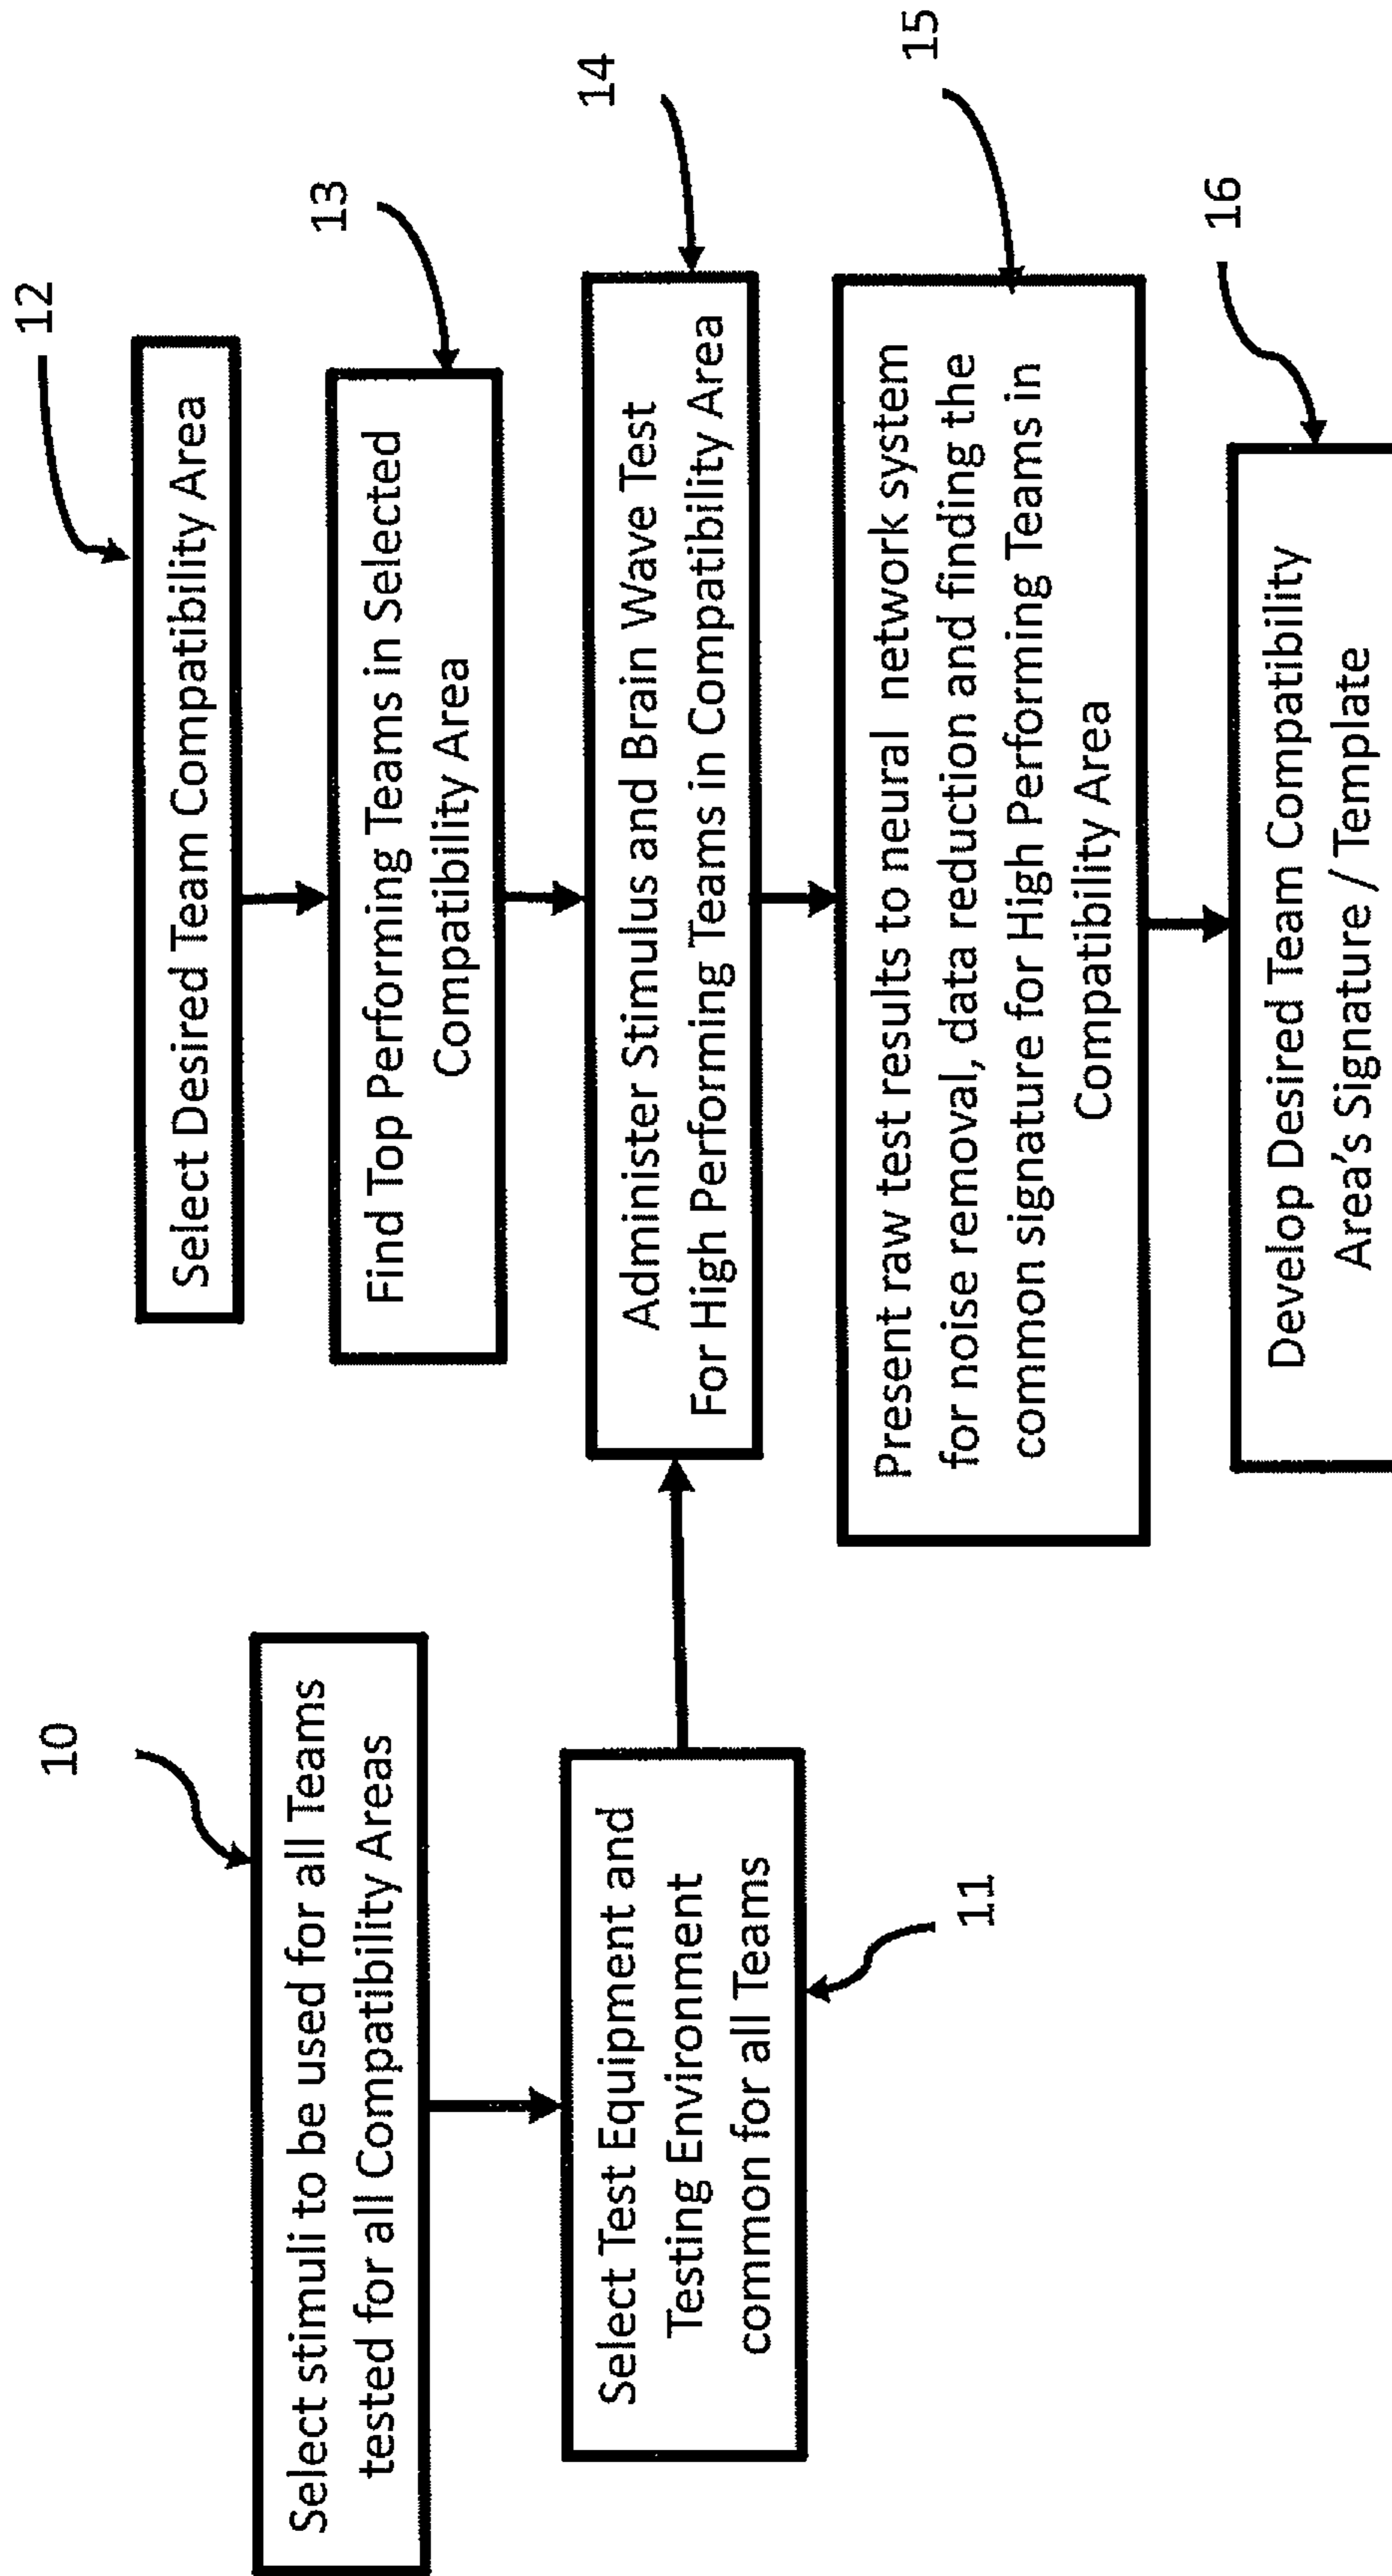 12
Select Desired Team Compatibility Area
13
Find Top Performing Teams in Selected
Compatibility Area
14
Administer Stimulus and Brain Wave Test
For High Performing Teams in Compatibility Area
15
Present raw test results to neural network system
for noise removal, data reduction and finding the
common signature for High Performing Teams in
Compatibility Area
16
Develop Desired Team Compatibility
Area's Signature / Template
10
Select stimuli to be used for all Teams
tested for all Compatibility Areas
Select Test Equipment and
Testing Environment
common for all Teams
11